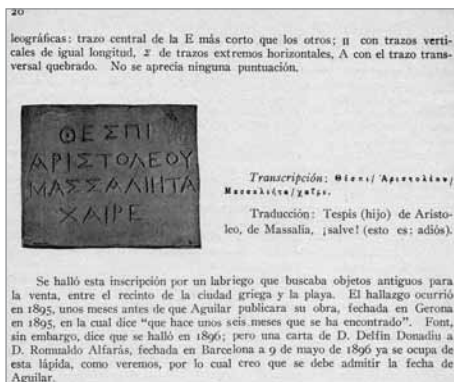 20
leográficas: trazo central de la E más corto que los otros; π con trazos verti-
cales de igual longitud, Σ de trazos extremos horizontales, A con el trazo trans-
versal quebrado. No se aprecia ninguna puntuación.
ΘΕΣΠΙ
ΑΡΙΣΤΟΛΕΟΥ
ΜΑΣΣΑΛΙΗΤΑ
ΧΑΙΡΕ
Transcripción: Θέσπι/ Ἀριστολέου/
Μασσαλιήτα/χαῖρε.
Traducción: Tespis (hijo) de Aristo-
leo, de Massalia, ¡salve! (esto es: adiós).
Se halló esta inscripción por un labriego que buscaba objetos antiguos para
la venta, entre el recinto de la ciudad griega y la playa. El hallazgo ocurrió
en 1895, unos meses antes de que Aguilar publicara su obra, fechada en Gerona
en 1895, en la cual dice "que hace unos seis meses que se ha encontrado". Font,
sin embargo, dice que se halló en 1896; pero una carta de D. Delfín Donadiu a
D. Romualdo Alfarás, fechada en Barcelona a 9 de mayo de 1896 ya se ocupa de
esta lápida, como veremos, por lo cual creo que se debe admitir la fecha de
Aguilar.